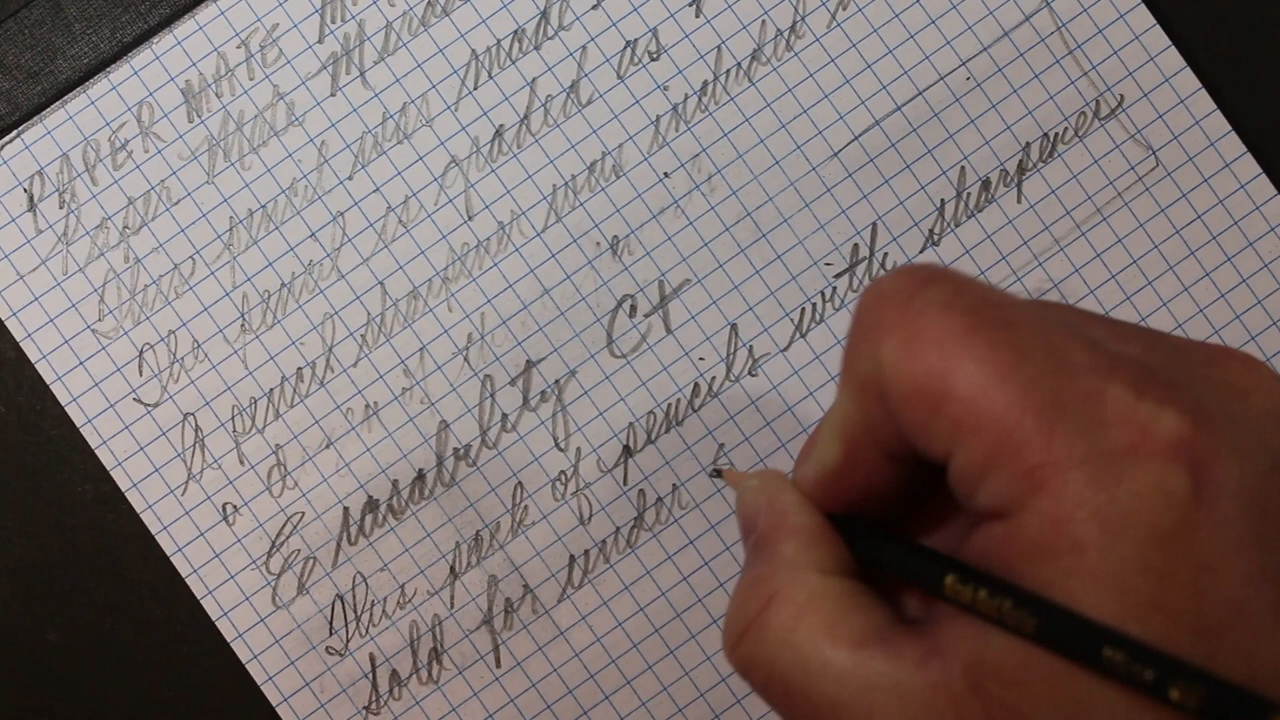 PAPER MATE
Paper Mate
This pencil was made
The pencil is graded as
A pencil sharpener was included
a
Erasability C+
This pack of pencils with sharpener
sold for under